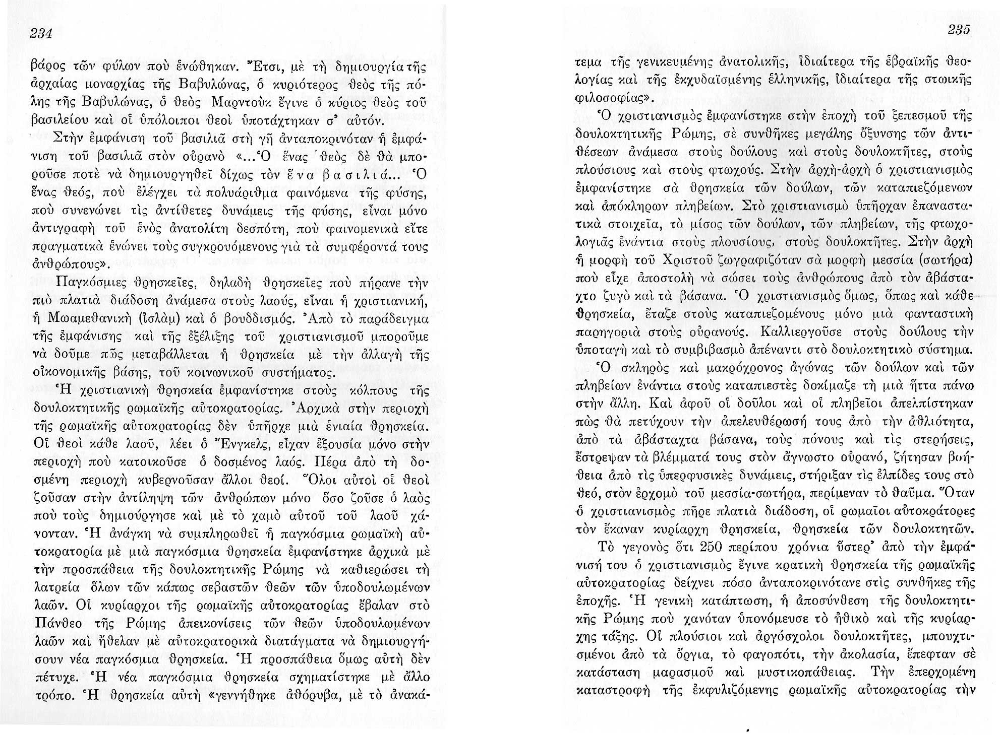 234
βάρος τῶν φύλων ποὺ ἑνώθηκαν. Ἔτσι, μὲ τὴ δημιουργία τῆς
ἀρχαίας μοναρχίας τῆς Βαβυλώνας, ὁ κυριότερος θεὸς τῆς πό-
λης τῆς Βαβυλώνας, ὁ θεὸς Μαρντοὺκ ἔγινε ὁ κύριος θεὸς τοῦ
βασιλείου καὶ οἱ ὑπόλοιποι θεοὶ ὑποτάχτηκαν σ᾿ αὐτόν.
Στὴν ἐμφάνιση τοῦ βασιλιᾶ στὴ γῆ ἀνταποκρινόταν ἡ ἐμφά-
νιση τοῦ βασιλιᾶ στὸν οὐρανὸ «...Ὁ ἕνας θεὸς δὲ θὰ μπο-
ροῦσε ποτὲ νὰ δημιουργηθεῖ δίχως τὸν ἕνα βασιλιά... Ὁ
ἕνας θεός, ποὺ ἐλέγχει τὰ πολυάριθμα φαινόμενα τῆς φύσης,
ποὺ συνενώνει τὶς ἀντίθετες δυνάμεις τῆς φύσης, εἶναι μόνο
ἀντιγραφὴ τοῦ ἑνὸς ἀνατολίτη δεσπότη, ποὺ φαινομενικὰ εἴτε
πραγματικὰ ἑνώνει τοὺς συγκρουόμενους γιὰ τὰ συμφέροντά τους
ἀνθρώπους».
Παγκόσμιες θρησκεῖες, δηλαδὴ θρησκεῖες ποὺ πήρανε τὴν
πιὸ πλατιὰ διάδοση ἀνάμεσα στοὺς λαούς, εἶναι ἡ χριστιανική,
ἡ Μωαμεθανικὴ (ἰσλὰμ) καὶ ὁ βουδδισμός. Ἀπὸ τὸ παράδειγμα
τῆς ἐμφάνισης καὶ τῆς ἐξέλιξης τοῦ χριστιανισμοῦ μποροῦμε
νὰ δοῦμε πῶς μεταβάλλεται ἡ θρησκεία μὲ τὴν ἀλλαγὴ τῆς
οἰκονομικῆς βάσης, τοῦ κοινωνικοῦ συστήματος.
Ἡ χριστιανικὴ θρησκεία ἐμφανίστηκε στοὺς κόλπους τῆς
δουλοκτητικῆς ρωμαϊκῆς αὐτοκρατορίας. Ἀρχικὰ στὴν περιοχὴ
τῆς ρωμαϊκῆς αὐτοκρατορίας δὲν ὑπῆρχε μιὰ ἑνιαία θρησκεία.
Οἱ θεοὶ κάθε λαοῦ, λέει ὁ Ἔνγκελς, εἶχαν ἐξουσία μόνο στὴν
περιοχὴ ποὺ κατοικοῦσε ὁ δοσμένος λαός. Πέρα ἀπὸ τὴ δο-
σμένη περιοχὴ κυβερνοῦσαν ἄλλοι θεοί. Ὅλοι αὐτοὶ οἱ θεοὶ
ζοῦσαν στὴν ἀντίληψη τῶν ἀνθρώπων μόνο ὅσο ζοῦσε ὁ λαὸς
ποὺ τοὺς δημιούργησε καὶ μὲ τὸ χαμὸ αὐτοῦ τοῦ λαοῦ χά-
νονταν. Ἡ ἀνάγκη νὰ συμπληρωθεῖ ἡ παγκόσμια ρωμαϊκὴ αὐ-
τοκρατορία μὲ μιὰ παγκόσμια θρησκεία ἐμφανίστηκε ἀρχικὰ μὲ
τὴν προσπάθεια τῆς δουλοκτητικῆς Ρώμης νὰ καθιερώσει τὴ
λατρεία ὅλων τῶν κάπως σεβαστῶν θεῶν τῶν ὑποδουλωμένων
λαῶν. Οἱ κυρίαρχοι τῆς ρωμαϊκῆς αὐτοκρατορίας ἔβαλαν στὸ
Πάνθεο τῆς Ρώμης ἀπεικονίσεις τῶν θεῶν ὑποδουλωμένων
λαῶν καὶ ἤθελαν μὲ αὐτοκρατορικὰ διατάγματα νὰ δημιουργή-
σουν νέα παγκόσμια θρησκεία. Ἡ προσπάθεια ὅμως αὐτὴ δὲν
πέτυχε. Ἡ νέα παγκόσμια θρησκεία σχηματίστηκε μὲ ἄλλο
τρόπο. Ἡ θρησκεία αὐτὴ «γεννήθηκε ἀθόρυβα, μὲ τὸ ἀνακά-
235
τεμα τῆς γενικευμένης ἀνατολικῆς, ἰδιαίτερα τῆς ἑβραϊκῆς θεο-
λογίας καὶ τῆς ἐκχυδαϊσμένης ἑλληνικῆς, ἰδιαίτερα τῆς στωικῆς
φιλοσοφίας».
Ὁ χριστιανισμὸς ἐμφανίστηκε στὴν ἐποχὴ τοῦ ξεπεσμοῦ τῆς
δουλοκτητικῆς Ρώμης, σὲ συνθῆκες μεγάλης ὄξυνσης τῶν ἀντι-
θέσεων ἀνάμεσα στοὺς δούλους καὶ στοὺς δουλοκτῆτες, στοὺς
πλούσιους καὶ στοὺς φτωχούς. Στὴν ἀρχὴ-ἀρχὴ ὁ χριστιανισμὸς
ἐμφανίστηκε σὰ θρησκεία τῶν δούλων, τῶν καταπιεζόμενων
καὶ ἀπόκληρων πληβείων. Στὸ χριστιανισμὸ ὑπῆρχαν ἐπαναστα-
τικὰ στοιχεῖα, τὸ μίσος τῶν δούλων, τῶν πληβείων, τῆς φτωχο-
λογιᾶς ἐνάντια στοὺς πλουσίους, στοὺς δουλοκτῆτες. Στὴν ἀρχὴ
ἡ μορφὴ τοῦ Χριστοῦ ζωγραφιζόταν σὰ μορφὴ μεσσία (σωτήρα)
ποὺ εἶχε ἀποστολὴ νὰ σώσει τοὺς ἀνθρώπους ἀπὸ τὸν ἀβάστα-
χτο ζυγὸ καὶ τὰ βάσανα. Ὁ χριστιανισμὸς ὅμως, ὅπως καὶ κάθε
θρησκεία, ἔταζε στοὺς καταπιεζομένους μόνο μιὰ φανταστικὴ
παρηγοριὰ στοὺς οὐρανούς. Καλλιεργοῦσε στοὺς δούλους τὴν
ὑποταγὴ καὶ τὸ συμβιβασμὸ ἀπέναντι στὸ δουλοκτητικὸ σύστημα.
Ὁ σκληρὸς καὶ μακρόχρονος ἀγώνας τῶν δούλων καὶ τῶν
πληβείων ἐνάντια στοὺς καταπιεστὲς δοκίμαζε τὴ μιὰ ἥττα πάνω
στὴν ἄλλη. Καὶ ἀφοῦ οἱ δοῦλοι καὶ οἱ πληβεῖοι ἀπελπίστηκαν
πὼς θὰ πετύχουν τὴν ἀπελευθέρωσή τους ἀπὸ τὴν ἀθλιότητα,
ἀπὸ τὰ ἀβάσταχτα βάσανα, τοὺς πόνους καὶ τὶς στερήσεις,
ἔστρεψαν τὰ βλέμματά τους στὸν ἄγνωστο οὐρανό, ζήτησαν βοή-
θεια ἀπὸ τὶς ὑπερφυσικὲς δυνάμεις, στήριξαν τὶς ἐλπίδες τους στὸ
θεό, στὸν ἐρχομὸ τοῦ μεσσία-σωτήρα, περίμεναν τὸ θαῦμα. Ὅταν
ὁ χριστιανισμὸς πῆρε πλατιὰ διάδοση, οἱ ρωμαῖοι αὐτοκράτορες
τὸν ἔκαναν κυρίαρχη θρησκεία, θρησκεία τῶν δουλοκτητῶν.
Τὸ γεγονὸς ὅτι 250 περίπου χρόνια ὕστερ᾿ ἀπὸ τὴν ἐμφά-
νισή του ὁ χριστιανισμὸς ἔγινε κρατικὴ θρησκεία τῆς ρωμαϊκῆς
αὐτοκρατορίας δείχνει πόσο ἀνταποκρινότανε στὶς συνθῆκες τῆς
ἐποχῆς. Ἡ γενικὴ κατάπτωση, ἡ ἀποσύνθεση τῆς δουλοκτητι-
κῆς Ρώμης ποὺ χανόταν ὑπονόμευσε τὸ ἠθικὸ καὶ τῆς κυρίαρ-
χης τάξης. Οἱ πλούσιοι καὶ ἀργόσχολοι δουλοκτῆτες, μπουχτι-
σμένοι ἀπὸ τὰ ὄργια, τὸ φαγοπότι, τὴν ἀκολασία, ἔπεφταν σὲ
κατάσταση μαρασμοῦ καὶ μυστικοπάθειας. Τὴν ἐπερχομένη
καταστροφὴ τῆς ἐκφυλιζόμενης ρωμαϊκῆς αὐτοκρατορίας τὴν